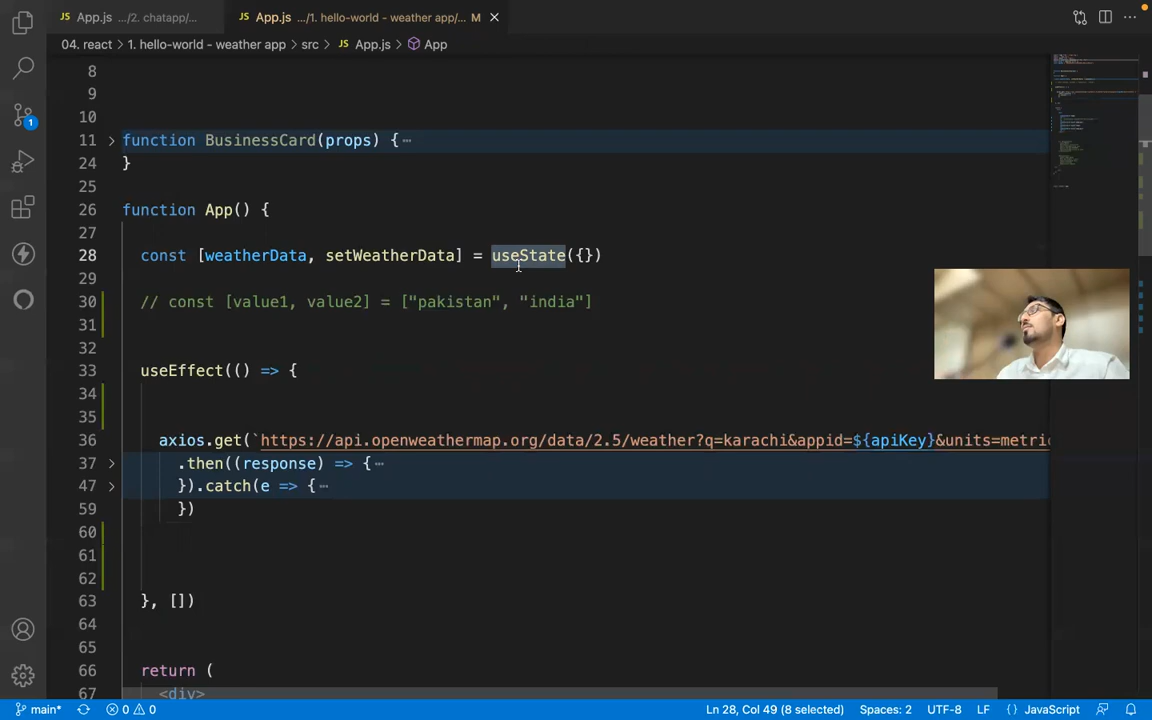 App.js .../2. chatapp/...
App.js .../1. hello-world - weather app/... M
04. react > 1. hello-world - weather app > src > App.js > App
8
9
10
11 function BusinessCard(props) {
24 }
25
26 function App() {
27
28 const [weatherData, setWeatherData] = useState({})
29
30 // const [value1, value2] = ["pakistan", "india"]
31
32
33 useEffect(() => {
34
35
36 axios.get(`https://api.openweathermap.org/data/2.5/weather?q=karachi&appid=${apiKey}&units=metric
37 .then((response) => {
47 }).catch(e => {
59 })
60
61
62
63 }, [])
64
65
66 return (
67 <div>
1
main* 0 0 Ln 28, Col 49 (8 selected) Spaces: 2 UTF-8 LF {} JavaScript